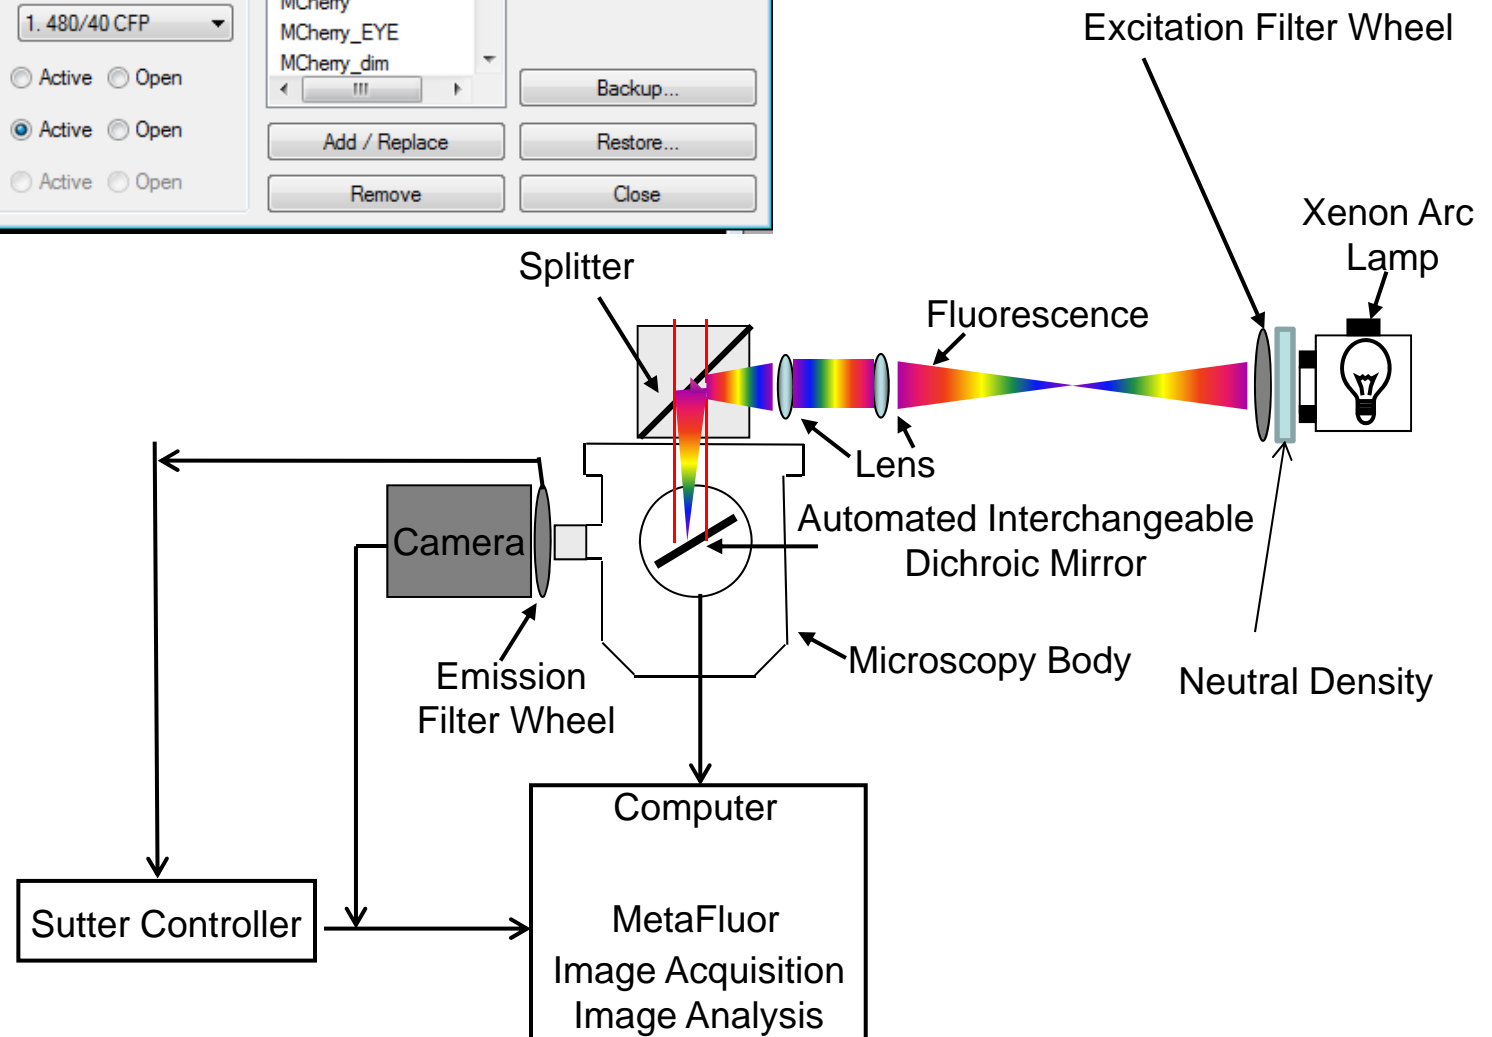 1. 480/40 CFP
Active Open
Active Open
Active Open
MCherry
MCherry_EYE
MCherry_dim
Add / Replace
Remove
Backup...
Restore...
Close
Excitation Filter Wheel
Xenon Arc
Lamp
Splitter
Fluorescence
Lens
Camera
Automated Interchangeable
Dichroic Mirror
Microscopy Body
Neutral Density
Emission
Filter Wheel
Sutter Controller
Computer
MetaFluor
Image Acquisition
Image Analysis